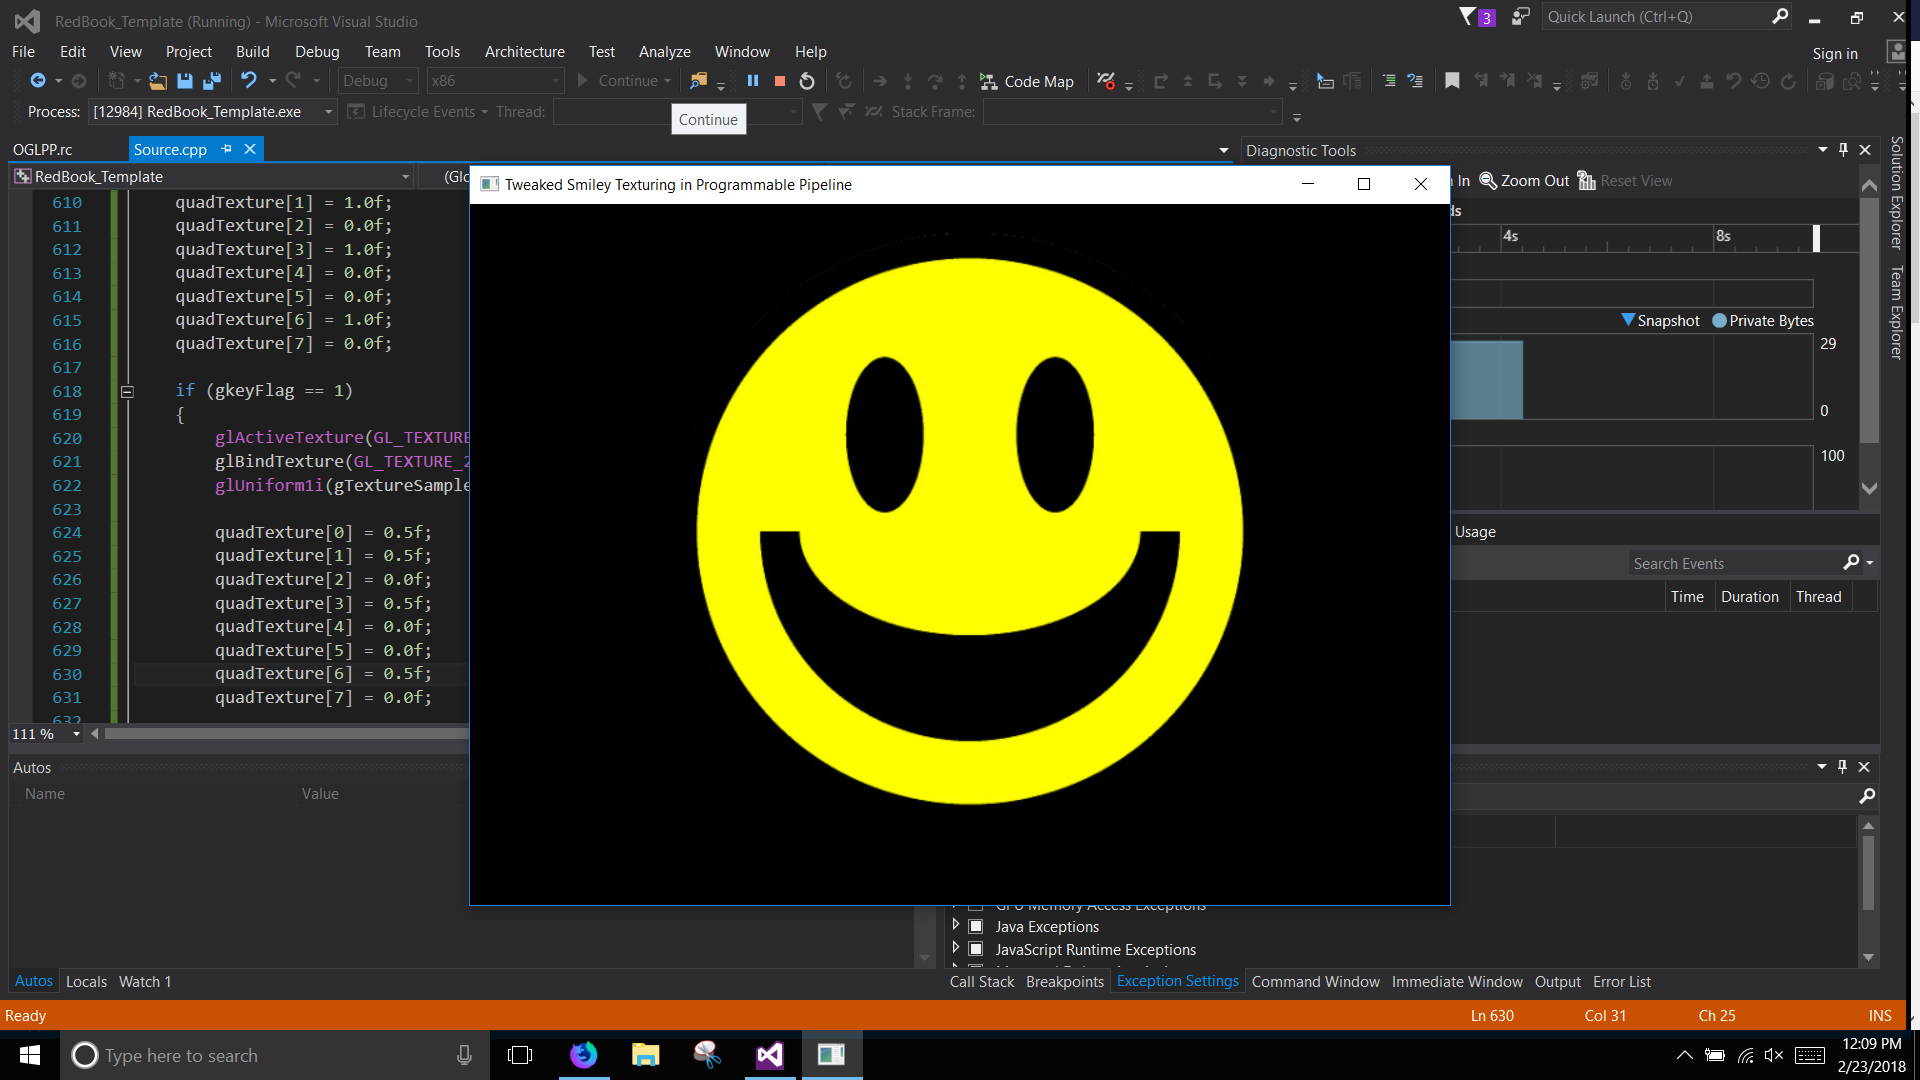 RedBook_Template (Running) - Microsoft Visual Studio
3
Quick Launch (Ctrl+Q)
File Edit View Project Build Debug Team Tools Architecture Test Analyze Window Help
Sign in
Debug x86 Continue Code Map
Process: [12984] RedBook_Template.exe Lifecycle Events Thread: Stack Frame:
Continue
OGLPP.rc Source.cpp
Diagnostic Tools
RedBook_Template (Glo
Tweaked Smiley Texturing in Programmable Pipeline
In Zoom Out Reset View
ds
4s 8s
Snapshot Private Bytes
29
0
100
Usage
Search Events
Time Duration Thread
Solution Explorer
Team Explorer
610 quadTexture[1] = 1.0f;
611 quadTexture[2] = 0.0f;
612 quadTexture[3] = 1.0f;
613 quadTexture[4] = 0.0f;
614 quadTexture[5] = 0.0f;
615 quadTexture[6] = 1.0f;
616 quadTexture[7] = 0.0f;
617
618 if (gkeyFlag == 1)
619 {
620 glActiveTexture(GL_TEXTURE
621 glBindTexture(GL_TEXTURE_2
622 glUniform1i(gTextureSample
623
624 quadTexture[0] = 0.5f;
625 quadTexture[1] = 0.5f;
626 quadTexture[2] = 0.0f;
627 quadTexture[3] = 0.5f;
628 quadTexture[4] = 0.0f;
629 quadTexture[5] = 0.0f;
630 quadTexture[6] = 0.5f;
631 quadTexture[7] = 0.0f;
632
111 %
Autos
Name Value
GPU Memory Access Exceptions
Java Exceptions
JavaScript Runtime Exceptions
Autos Locals Watch 1
Call Stack Breakpoints Exception Settings Command Window Immediate Window Output Error List
Ready Ln 630 Col 31 Ch 25 INS
Type here to search
12:09 PM
2/23/2018